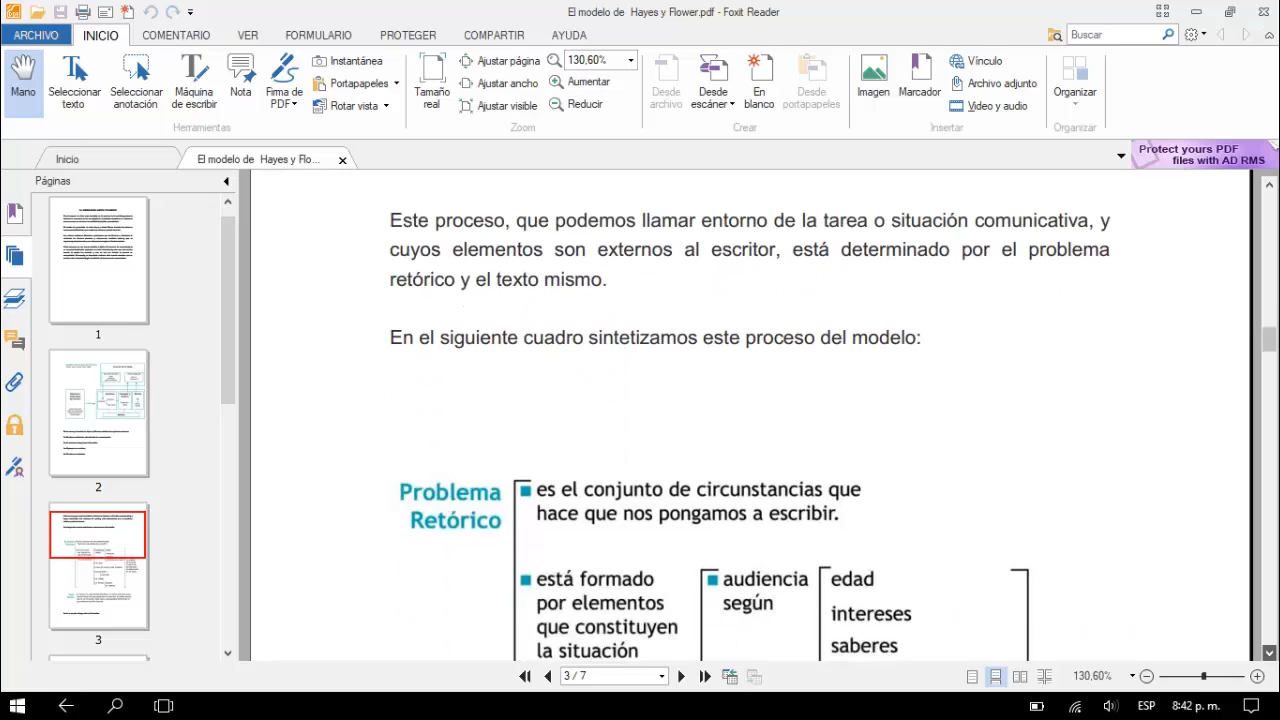 El modelo de Hayes y Flower.pdf - Foxit Reader
ARCHIVO INICIO COMENTARIO VER FORMULARIO PROTEGER COMPARTIR AYUDA Buscar
Mano
Seleccionar texto
Seleccionar anotación
Máquina de escribir
Nota
Fima de PDF
Instantánea
Portapapeles
Rotar vista
Herramientas
Tamaño real
Ajustar página
Ajustar ancho
Ajustar visible
130,60%
Aumentar
Reducir
Zoom
Desde archivo
Desde escáner
En blanco
Desde portapapeles
Crear
Imagen
Marcador
Vínculo
Archivo adjunto
Video y audio
Insertar
Organizar
Organizar
Inicio
El modelo de Hayes y Flo...
Protect yours PDF
files with AD RMS
Páginas
1
2
3
Este proceso, que podemos llamar entorno de la tarea o situación comunicativa, y
cuyos elementos son externos al escritor, está determinado por el problema
retórico y el texto mismo.
En el siguiente cuadro sintetizamos este proceso del modelo:
Problema
Retórico
es el conjunto de circunstancias que
hace que nos pongamos a escribir.
está formado
por elementos
que constituyen
la situación
audiencia
según
edad
intereses
saberes
3 / 7
130,60%
ESP 8:42 p. m.